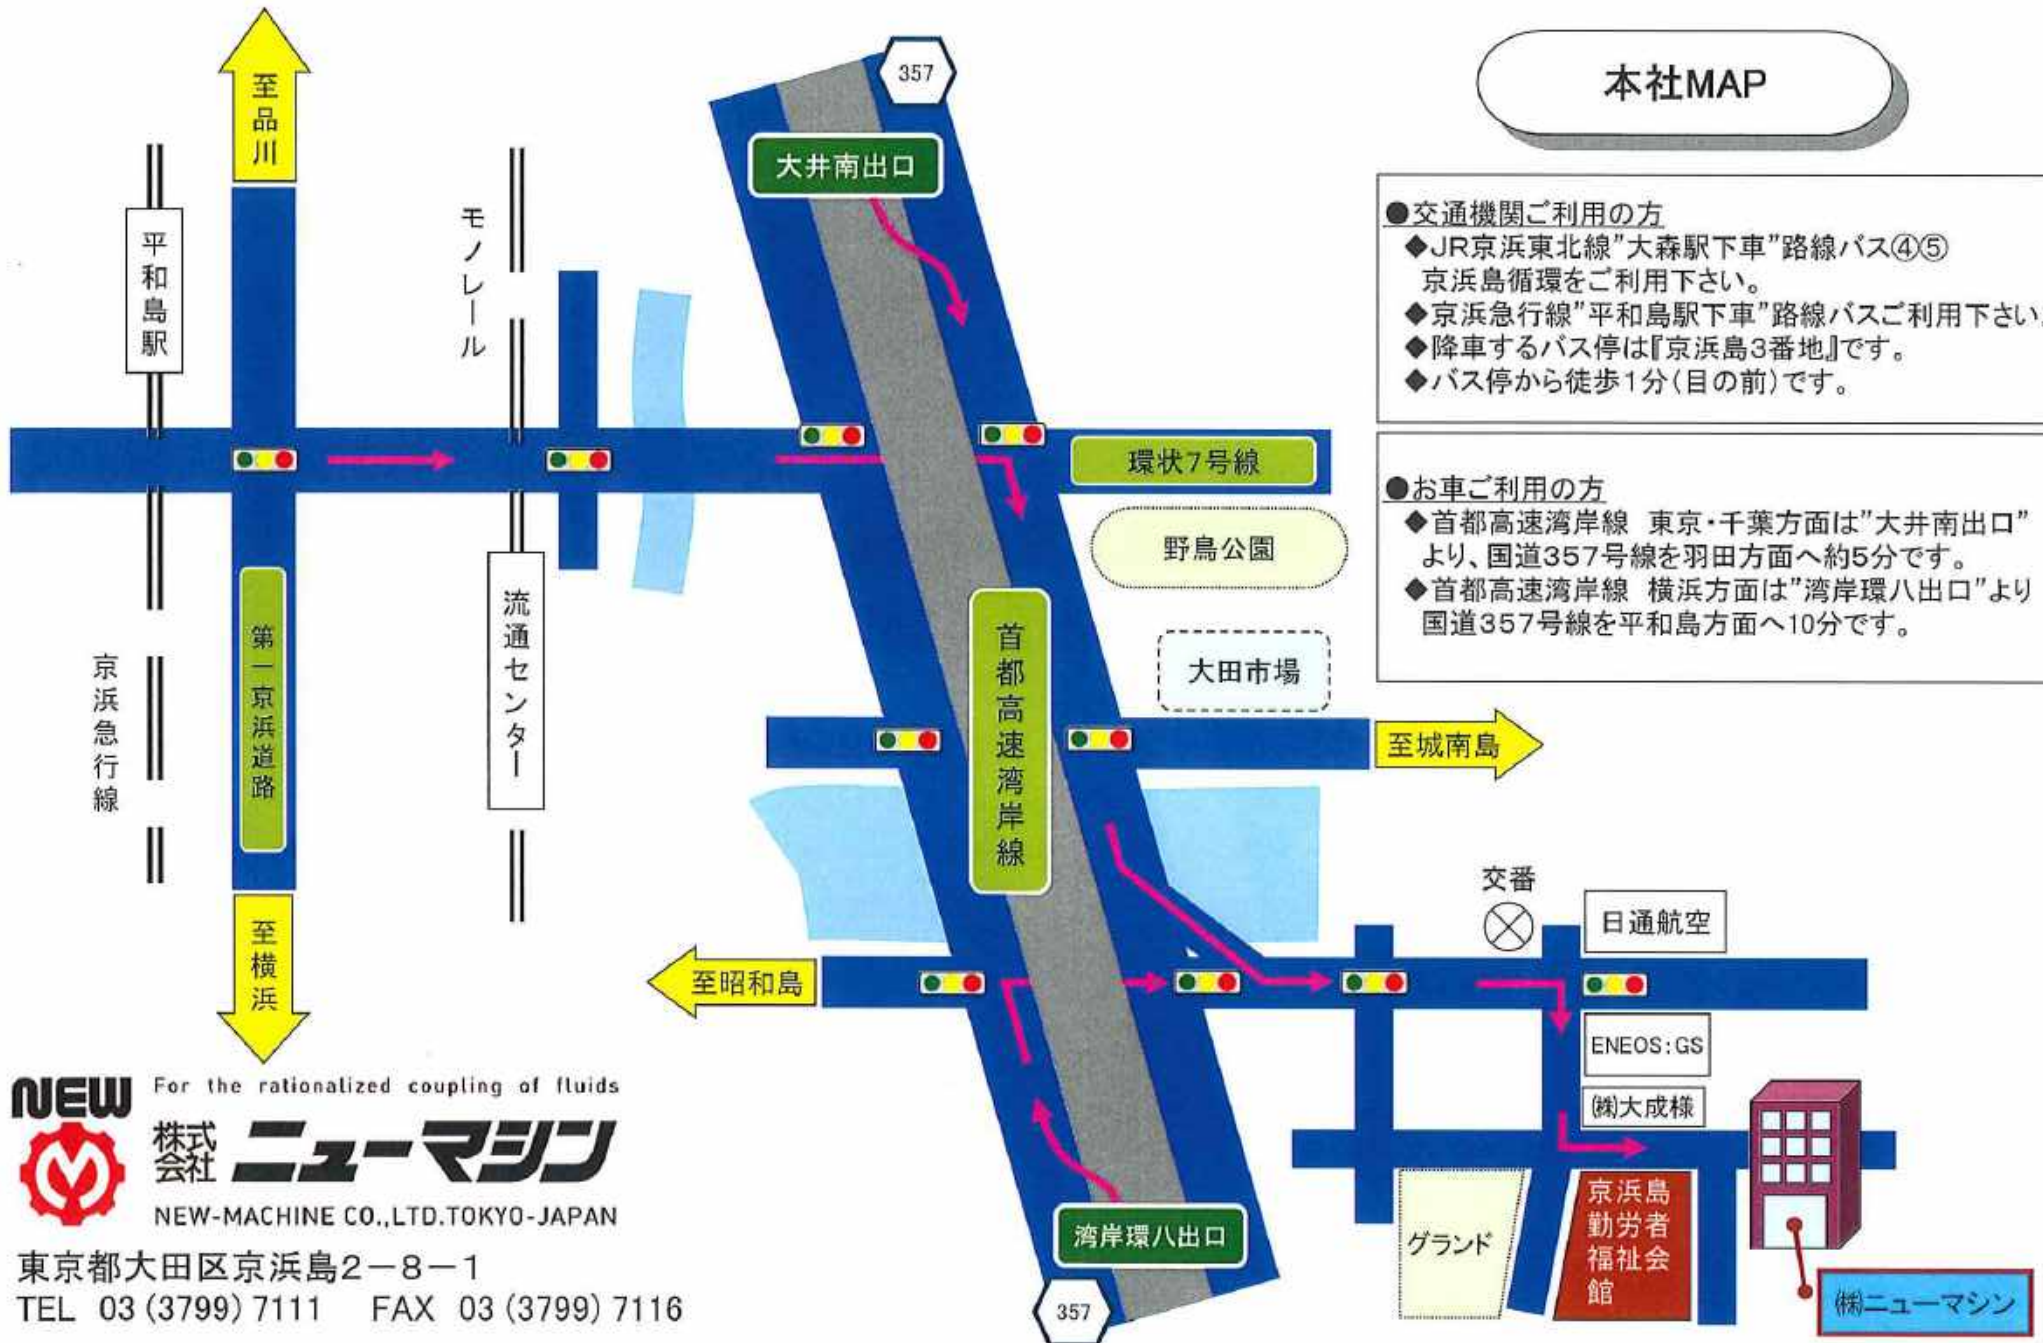 本社MAP
●交通機関ご利用の方
◆JR京浜東北線”大森駅下車”路線バス④⑤
京浜島循環をご利用下さい。
◆京浜急行線”平和島駅下車”路線バスご利用下さい。
◆降車するバス停は『京浜島3番地』です。
◆バス停から徒歩1分(目の前)です。
●お車ご利用の方
◆首都高速湾岸線 東京・千葉方面は”大井南出口”
より、国道357号線を羽田方面へ約5分です。
◆首都高速湾岸線 横浜方面は”湾岸環八出口”より
国道357号線を平和島方面へ10分です。
至品川
平和島駅
モノレール
357
大井南出口
環状7号線
野鳥公園
京浜急行線
第一京浜道路
流通センター
首都高速湾岸線
大田市場
至城南島
至横浜
至昭和島
交番
日通航空
ENEOS:GS
㈱大成様
湾岸環八出口
357
グランド
京浜島
勤労者
福祉会
館
㈱ニューマシン
NEW
For the rationalized coupling of fluids
株式会社 ニューマシン
NEW-MACHINE CO.,LTD.TOKYO-JAPAN
東京都大田区京浜島2-8-1
TEL 03 (3799) 7111 FAX 03 (3799) 7116